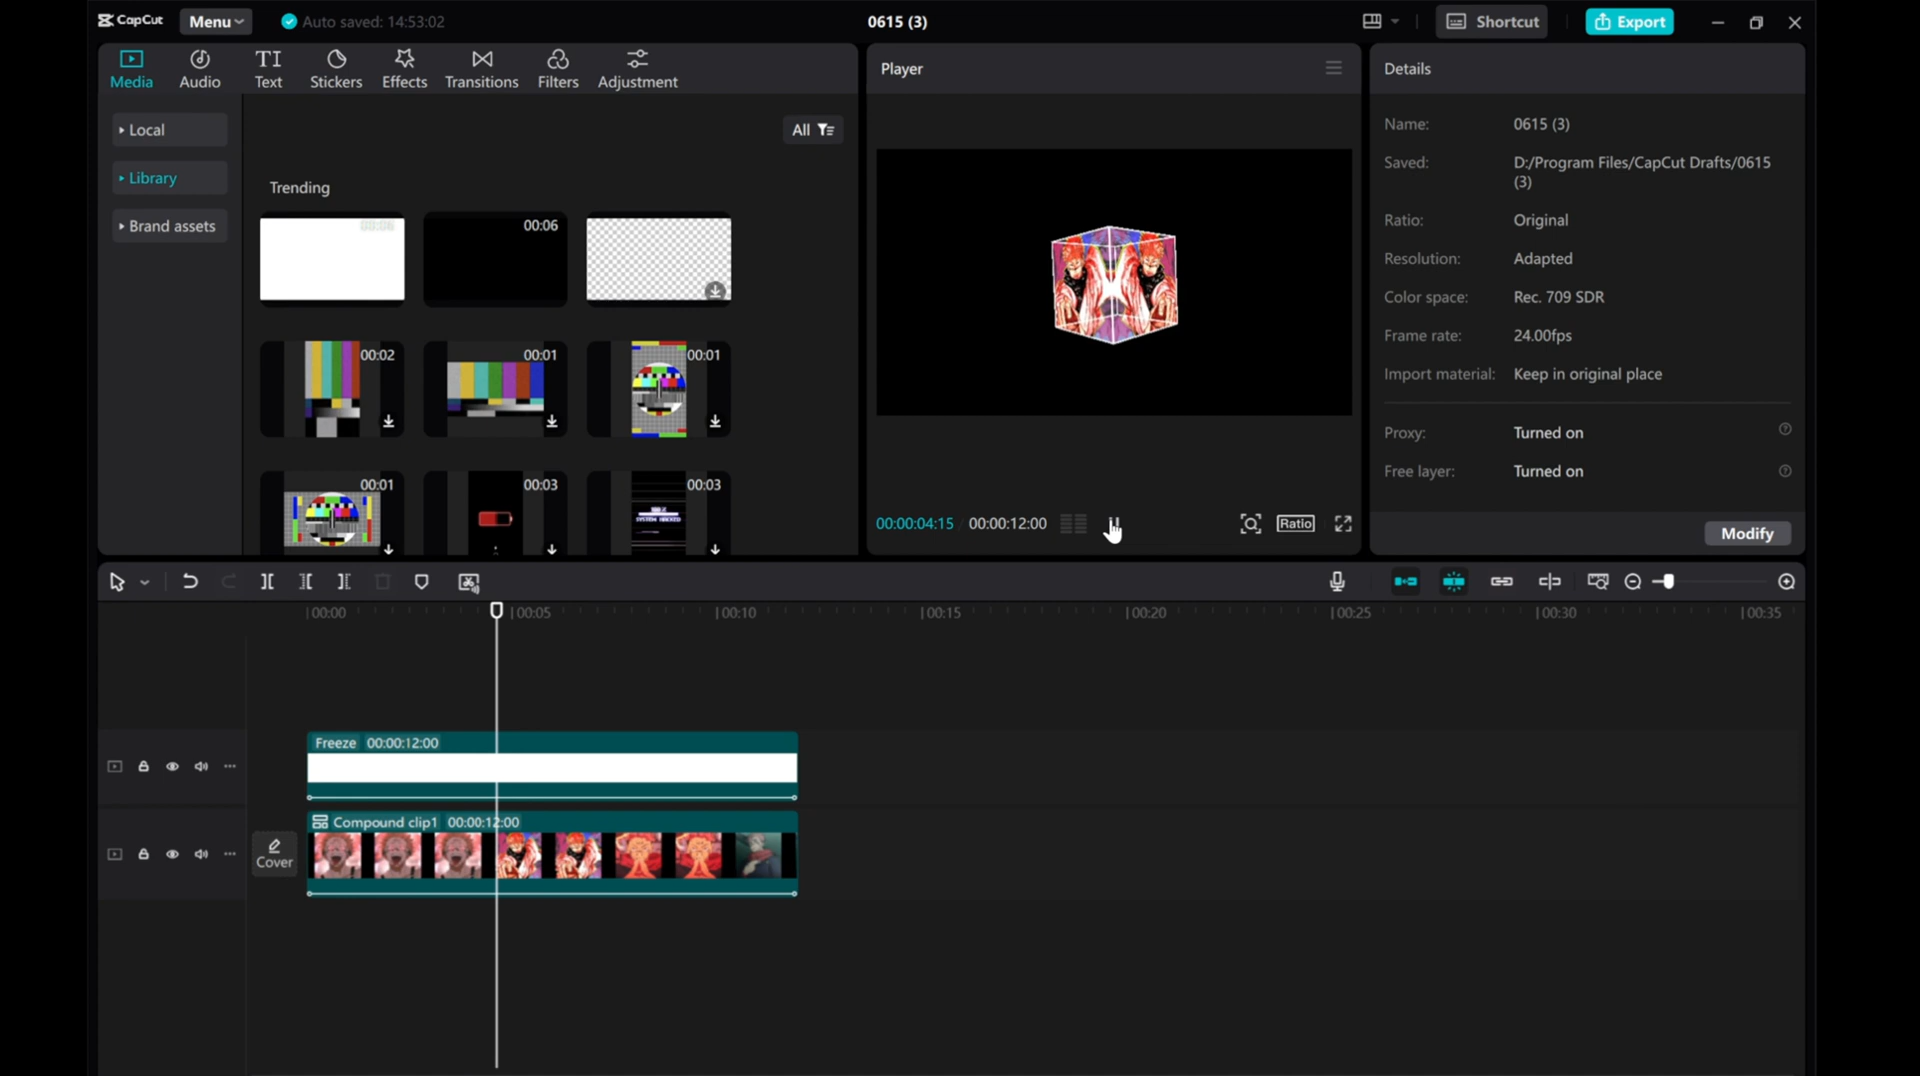 CapCut Menu Auto saved: 14:53:02 0615 (3) Shortcut Export
Media Audio Text Stickers Effects Transitions Filters Adjustment
Local
Library
Brand assets
All
Trending
00:06 00:06
00:02 00:01 00:01
00:01 00:03 00:03
SYSTEM HACKED
Player
00:00:04:15 00:00:12:00 Ratio
Details
Name: 0615 (3)
Saved: D:/Program Files/CapCut Drafts/0615
(3)
Ratio: Original
Resolution: Adapted
Color space: Rec. 709 SDR
Frame rate: 24.00fps
Import material: Keep in original place
Proxy: Turned on
Free layer: Turned on
Modify
00:00 00:05 00:10 00:15 00:20 00:25 00:30 00:35
Freeze 00:00:12:00
Compound clip1 00:00:12:00
Cover